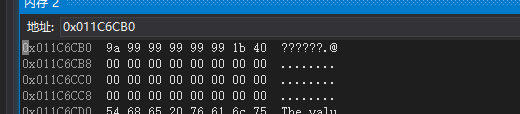 内存 2
地址: 0x011C6CB0
0x011C6CB0 9a 99 99 99 99 99 1b 40 ??????.@
0x011C6CB8 00 00 00 00 00 00 00 00 ........
0x011C6CC0 00 00 00 00 00 00 00 00 ........
0x011C6CC8 00 00 00 00 00 00 00 00 ........
0x011C6CD0 54 68 65 20 76 61 6c 75 The valu